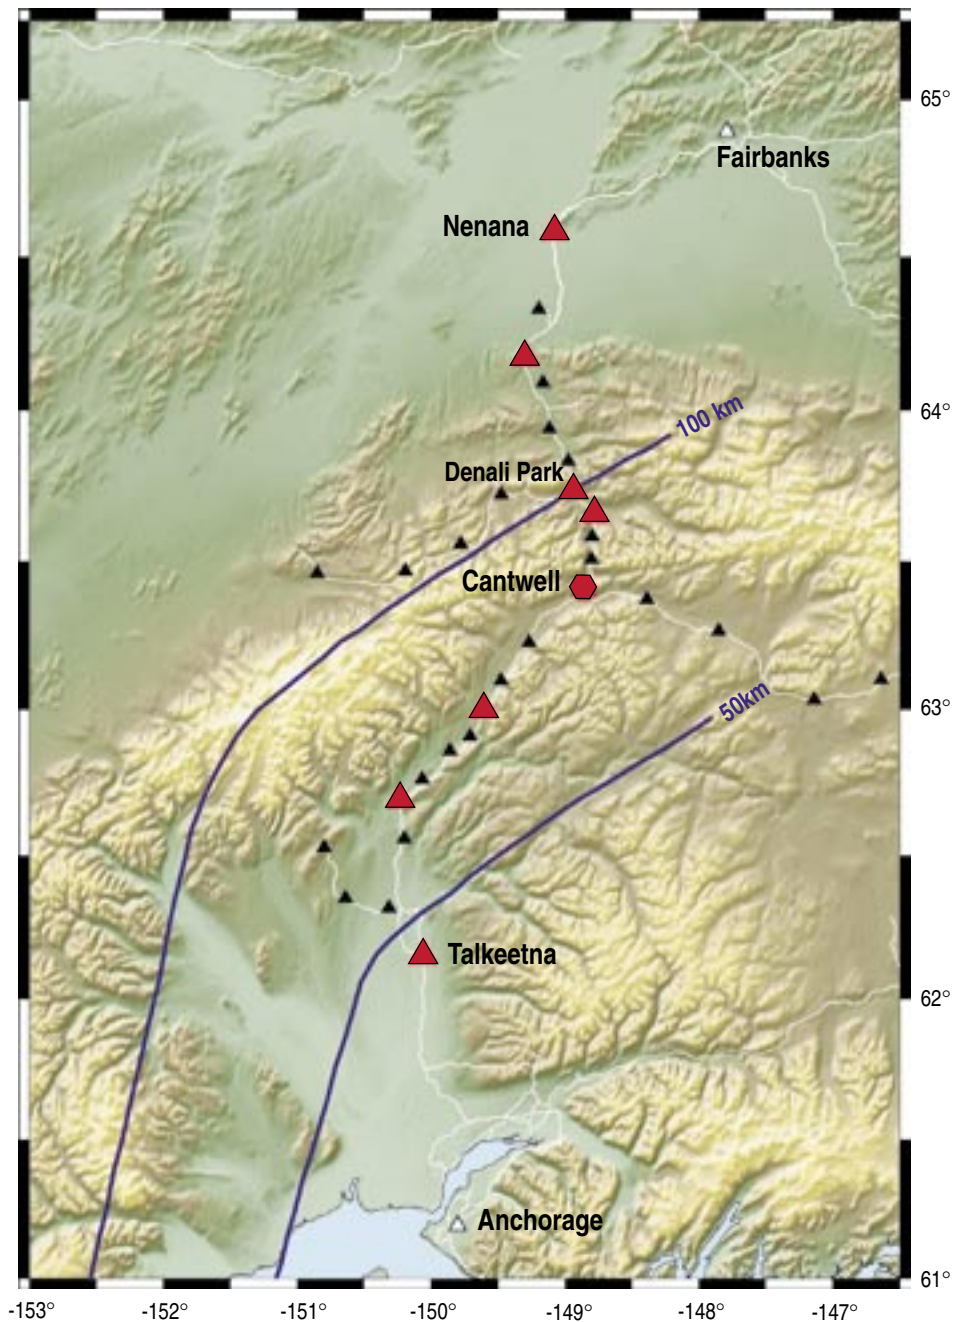 65°
Fairbanks
Nenana
64°
100 km
Denali Park
Cantwell
63°
50km
Talkeetna
62°
Anchorage
61°
-153° -152° -151° -150° -149° -148° -147°